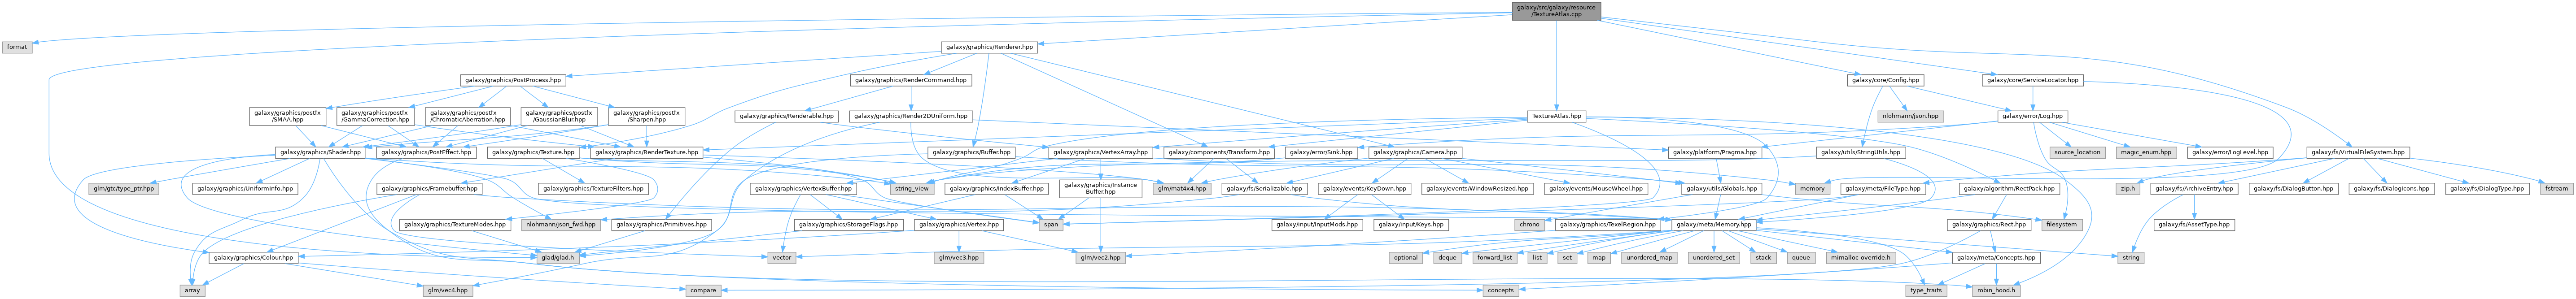 galaxy/src/galaxy/resource
/TextureAtlas.cpp
format
galaxy/graphics/Renderer.hpp
galaxy/graphics/PostProcess.hpp
galaxy/graphics/RenderCommand.hpp
galaxy/core/Config.hpp
galaxy/core/ServiceLocator.hpp
galaxy/graphics/postfx
/SMAA.hpp
galaxy/graphics/postfx
/GammaCorrection.hpp
galaxy/graphics/postfx
/ChromaticAberration.hpp
galaxy/graphics/postfx
/GaussianBlur.hpp
galaxy/graphics/postfx
/Sharpen.hpp
galaxy/graphics/Renderable.hpp
galaxy/graphics/Render2DUniform.hpp
TextureAtlas.hpp
nlohmann/json.hpp
galaxy/error/Log.hpp
galaxy/graphics/Shader.hpp
galaxy/graphics/PostEffect.hpp
galaxy/graphics/Texture.hpp
galaxy/graphics/RenderTexture.hpp
galaxy/graphics/Buffer.hpp
galaxy/graphics/VertexArray.hpp
galaxy/components/Transform.hpp
galaxy/error/Sink.hpp
galaxy/graphics/Camera.hpp
galaxy/platform/Pragma.hpp
galaxy/utils/StringUtils.hpp
source_location
magic_enum.hpp
galaxy/error/LogLevel.hpp
galaxy/fs/VirtualFileSystem.hpp
glm/gtc/type_ptr.hpp
galaxy/graphics/UniformInfo.hpp
galaxy/graphics/Framebuffer.hpp
galaxy/graphics/TextureFilters.hpp
galaxy/graphics/VertexBuffer.hpp
string_view
galaxy/graphics/IndexBuffer.hpp
galaxy/graphics/Instance
Buffer.hpp
glm/mat4x4.hpp
galaxy/fs/Serializable.hpp
galaxy/events/KeyDown.hpp
galaxy/events/WindowResized.hpp
galaxy/events/MouseWheel.hpp
galaxy/utils/Globals.hpp
memory
galaxy/meta/FileType.hpp
galaxy/algorithm/RectPack.hpp
zip.h
galaxy/fs/ArchiveEntry.hpp
galaxy/fs/DialogButton.hpp
galaxy/fs/DialogIcons.hpp
galaxy/fs/DialogType.hpp
fstream
galaxy/graphics/TextureModes.hpp
nlohmann/json_fwd.hpp
galaxy/graphics/Primitives.hpp
galaxy/graphics/StorageFlags.hpp
galaxy/graphics/Vertex.hpp
span
galaxy/input/InputMods.hpp
galaxy/input/Keys.hpp
chrono
galaxy/graphics/TexelRegion.hpp
galaxy/meta/Memory.hpp
filesystem
galaxy/graphics/Rect.hpp
galaxy/fs/AssetType.hpp
galaxy/graphics/Colour.hpp
glad/glad.h
vector
glm/vec3.hpp
glm/vec2.hpp
optional
deque
forward_list
list
set
map
unordered_map
unordered_set
stack
queue
mimalloc-override.h
galaxy/meta/Concepts.hpp
string
array
glm/vec4.hpp
compare
concepts
type_traits
robin_hood.h